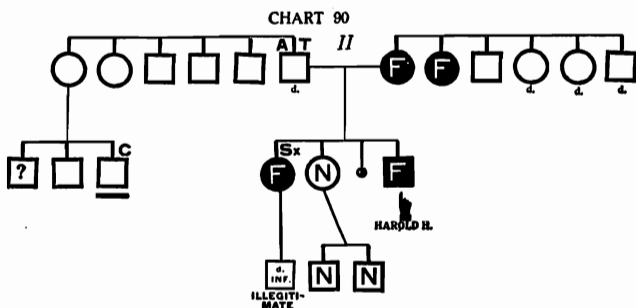 CHART 90
A T II F F
d. d. d. d.
? C Sx F N F
HAROLD H.
d. INF. N N
ILLEGITI-
MATE